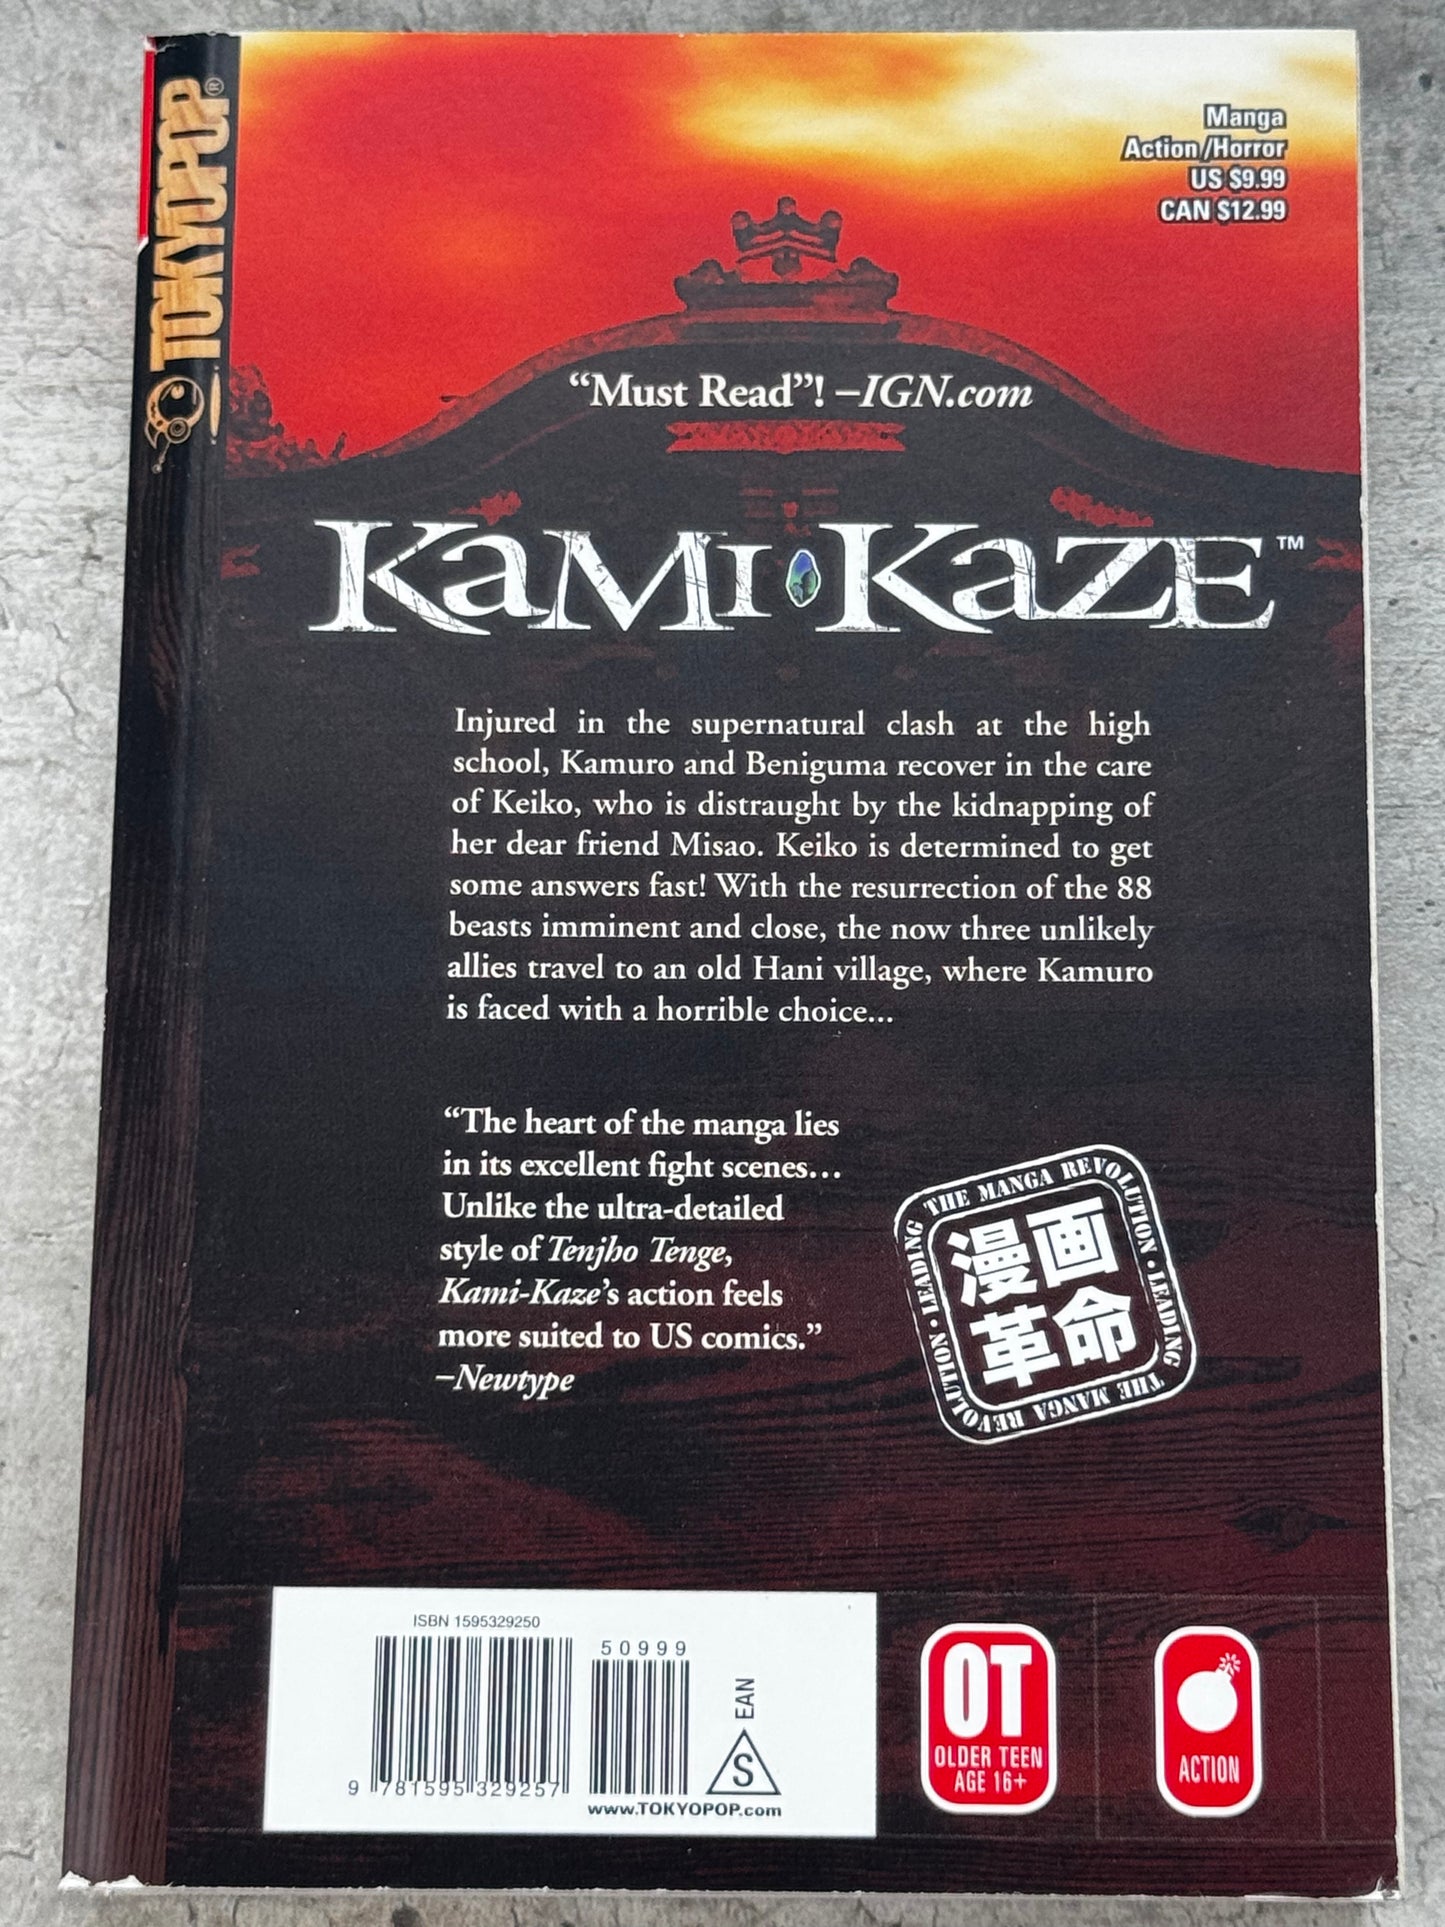 TOKYOPOP®
Manga
Action/Horror
US $9.99
CAN $12.99
“Must Read”! –IGN.com
KAMI KAZE™
Injured in the supernatural clash at the high
school, Kamuro and Beniguma recover in the care
of Keiko, who is distraught by the kidnapping of
her dear friend Misao. Keiko is determined to get
some answers fast! With the resurrection of the 88
beasts imminent and close, the now three unlikely
allies travel to an old Hani village, where Kamuro
is faced with a horrible choice...
“The heart of the manga lies
in its excellent fight scenes…
Unlike the ultra-detailed
style of Tenjho Tenge,
Kami-Kaze’s action feels
more suited to US comics.”
–Newtype
LEADING THE MANGA REVOLUTION •
LEADING THE MANGA REVOLUTION •
漫画
革命
ISBN 1595329250
50999
9 781595 329257
EAN
S
www.TOKYOPOP.com
OT
OLDER TEEN
AGE 16+
ACTION